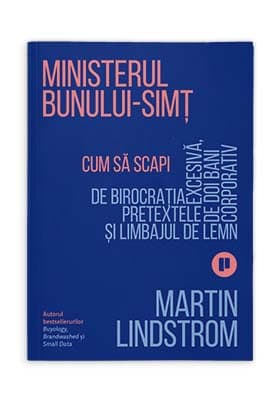 MINISTERUL
BUNULUI-SIMȚ
CUM SĂ SCAPI
DE BIROCRAȚIA
EXCESIVĂ,
PRETEXTELE
DE DOI BANI
ȘI LIMBAJUL DE LEMN
CORPORATIV
P
MARTIN
LINDSTROM
Autorul
bestsellerurilor
Buyology,
Brandwashed și
Small Data